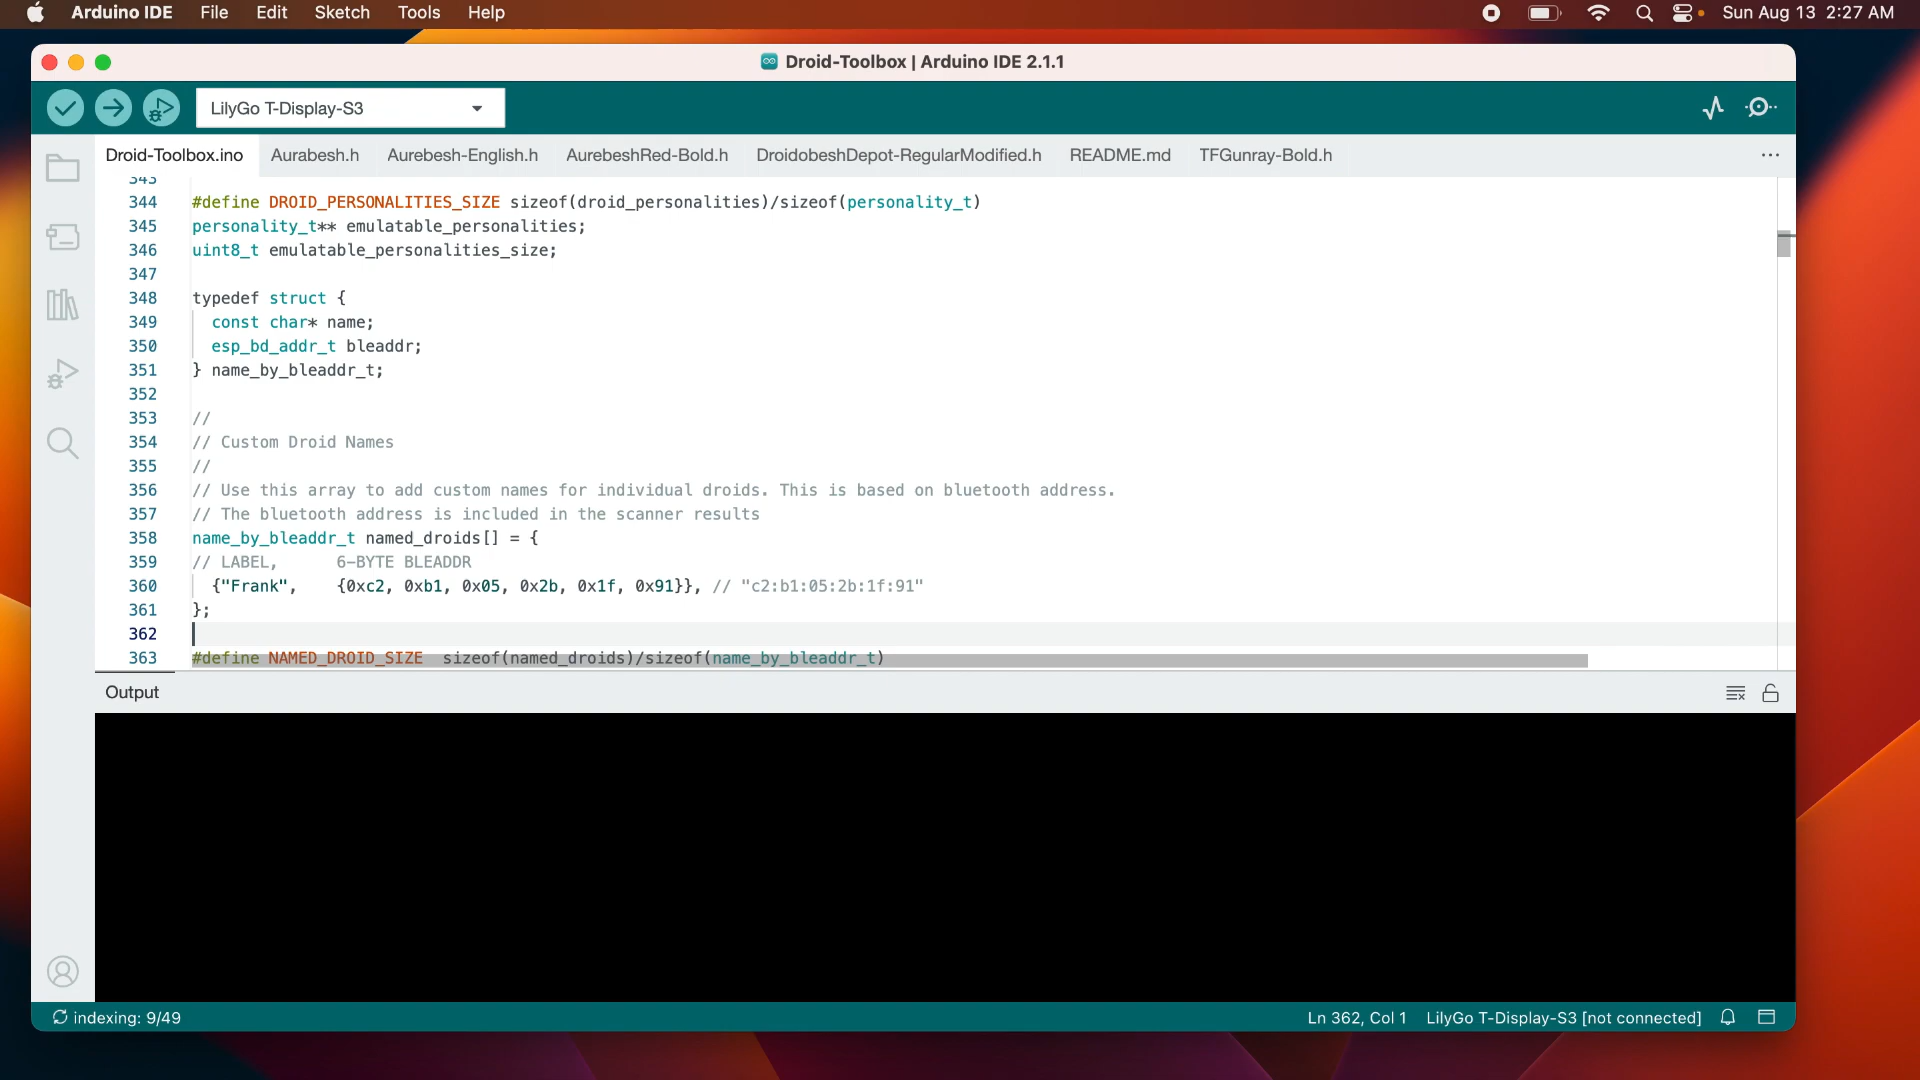 Arduino IDE File Edit Sketch Tools Help Sun Aug 13 2:27 AM
Droid-Toolbox | Arduino IDE 2.1.1
LilyGo T-Display-S3
Droid-Toolbox.ino Aurabesh.h Aurebesh-English.h AurebeshRed-Bold.h DroidobeshDepot-RegularModified.h README.md TFGunray-Bold.h
343
344 #define DROID_PERSONALITIES_SIZE sizeof(droid_personalities)/sizeof(personality_t)
345 personality_t** emulatable_personalities;
346 uint8_t emulatable_personalities_size;
347
348 typedef struct {
349 const char* name;
350 esp_bd_addr_t bleaddr;
351 } name_by_bleaddr_t;
352
353 //
354 // Custom Droid Names
355 //
356 // Use this array to add custom names for individual droids. This is based on bluetooth address.
357 // The bluetooth address is included in the scanner results
358 name_by_bleaddr_t named_droids[] = {
359 // LABEL, 6-BYTE BLEADDR
360 {"Frank", {0xc2, 0xb1, 0x05, 0x2b, 0x1f, 0x91}}, // "c2:b1:05:2b:1f:91"
361 };
362
363 #define NAMED_DROID_SIZE sizeof(named_droids)/sizeof(name_by_bleaddr_t)
Output
indexing: 9/49 Ln 362, Col 1 LilyGo T-Display-S3 [not connected]